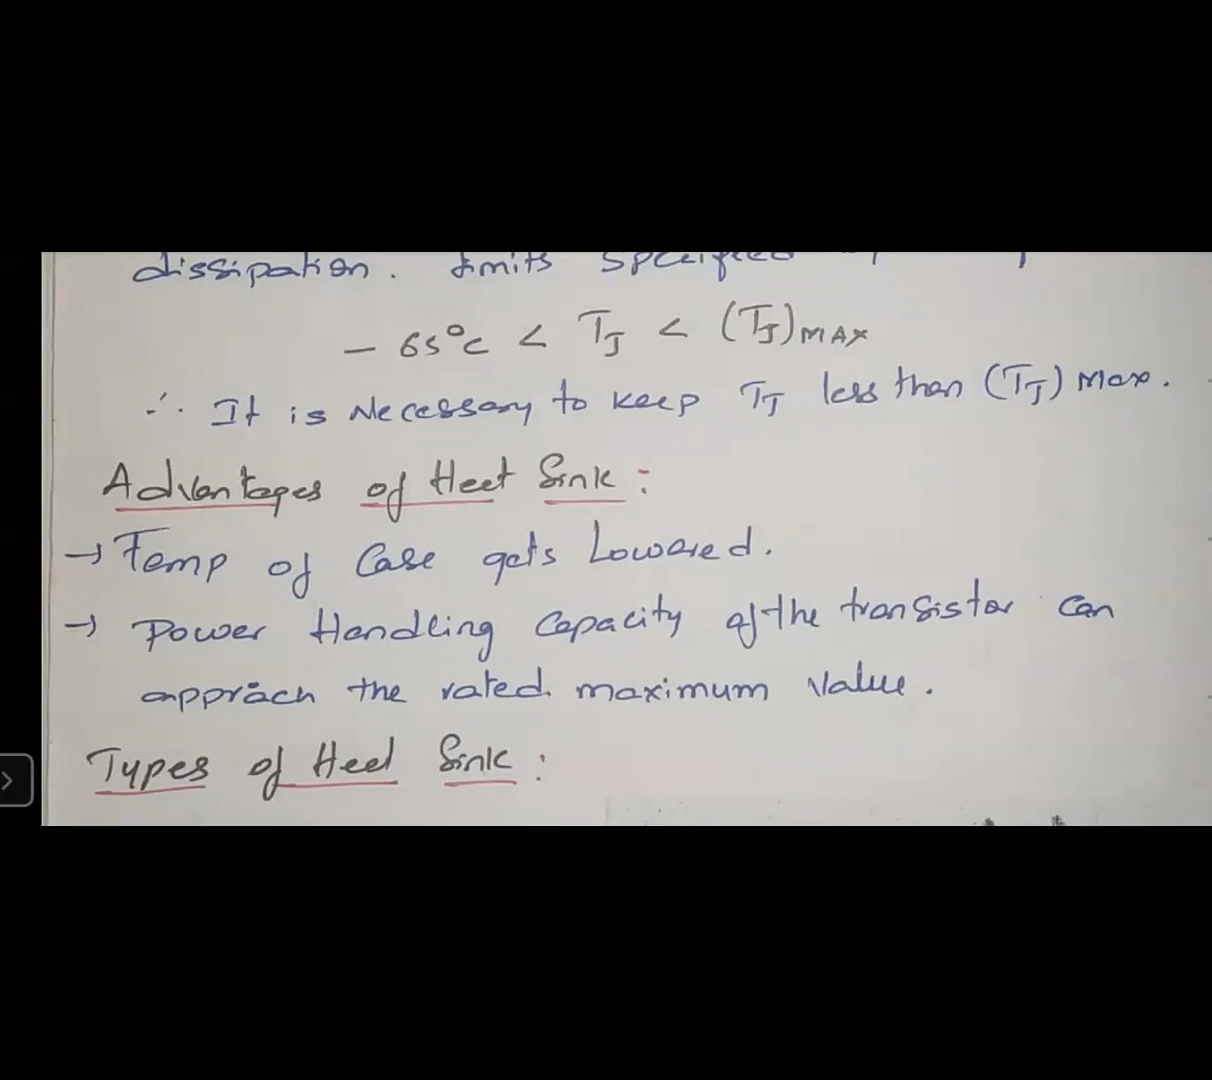 dissipation. limits specified
- 65°C < TJ < (TJ)MAX
∴ It is Necessary to keep TJ less than (TJ) Max.
Advantages of Heat Sink :
→ Temp of Case gets Lowered.
→ Power Handling Capacity of the transistor can
approach the rated maximum value.
Types of Heat Sink :